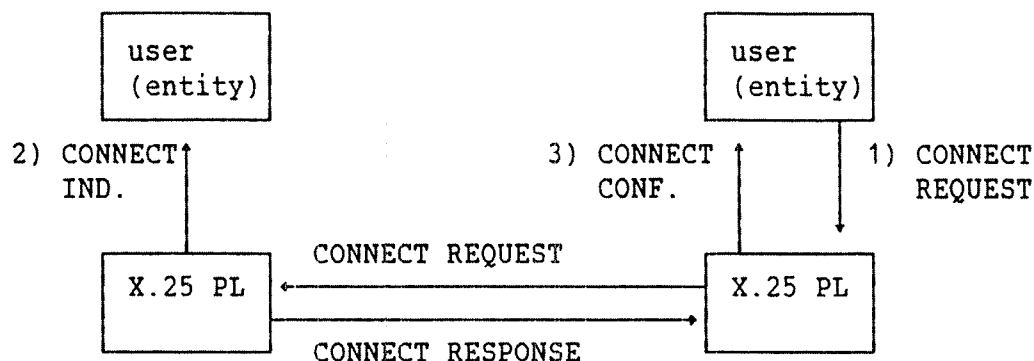 user
(entity)
user
(entity)
2) CONNECT
IND.
3) CONNECT
CONF.
1) CONNECT
REQUEST
CONNECT REQUEST
X.25 PL
X.25 PL
CONNECT RESPONSE